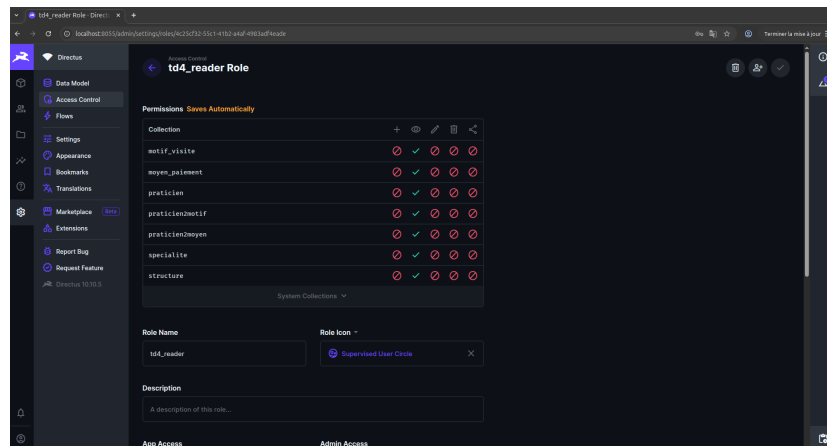 td4_reader Role · Direct
localhost:8055/admin/settings/roles/4c25cf32-55c1-41b2-a4af-4983adf4eade
Terminer la mise à jour
Directus
Data Model
Access Control
Flows
Settings
Appearance
Bookmarks
Translations
Marketplace Beta
Extensions
Report Bug
Request Feature
Directus 10.10.5
Access Control
td4_reader Role
Permissions Saves Automatically
Collection
motif_visite
moyen_paiement
praticien
praticien2motif
praticien2moyen
specialite
structure
System Collections
Role Name
Role Icon
td4_reader
Supervised User Circle
Description
A description of this role...
App Access
Admin Access